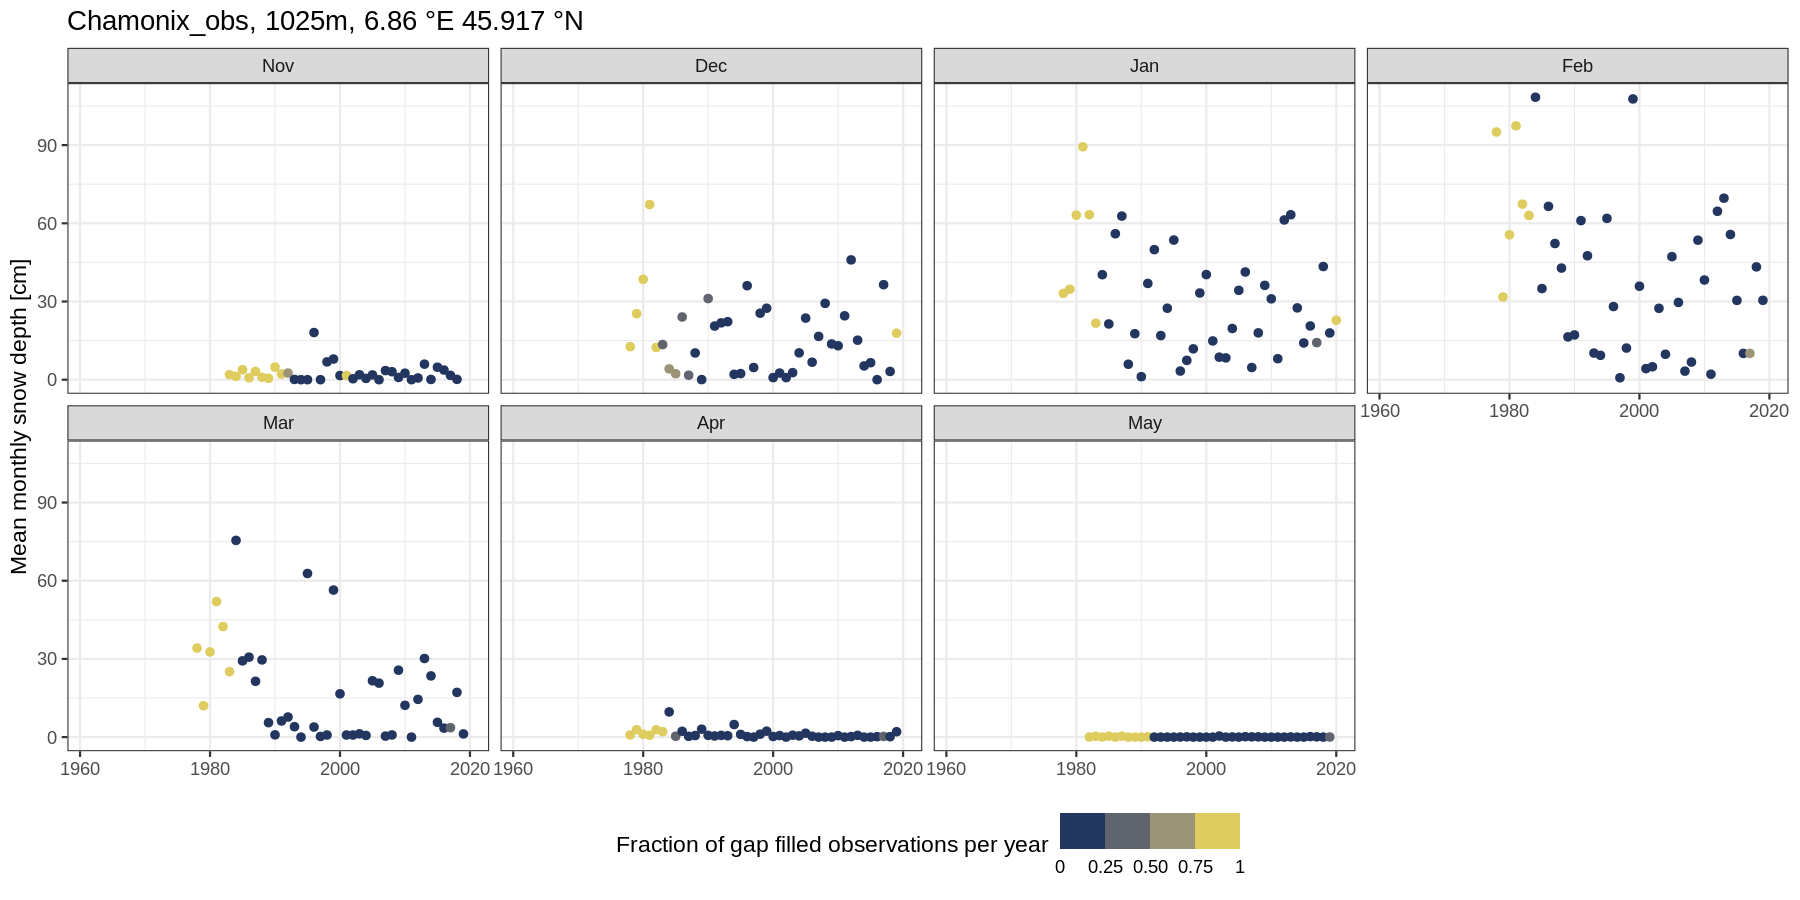 Chamonix_obs, 1025m, 6.86 °E 45.917 °N
Nov
Dec
Jan
Feb
Mean monthly snow depth [cm]
90
60
30
0
1960
1980
2000
2020
Mar
Apr
May
90
60
30
0
1960
1980
2000
2020
1960
1980
2000
2020
1960
1980
2000
2020
Fraction of gap filled observations per year
0
0.25
0.50
0.75
1